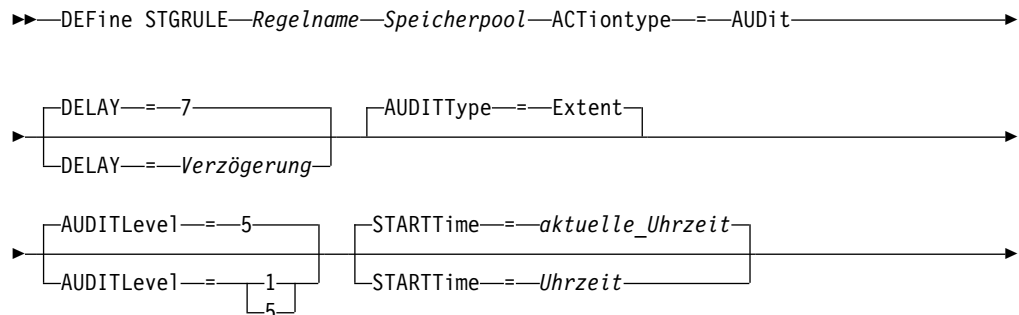 DEFine STGRULE Regelname Speicherpool ACTiontype = AUDit
DELAY = 7 AUDITType = Extent
DELAY = Verzögerung
AUDITLevel = 5 STARTTime = aktuelle_Uhrzeit
AUDITLevel = 1 STARTTime = Uhrzeit
5